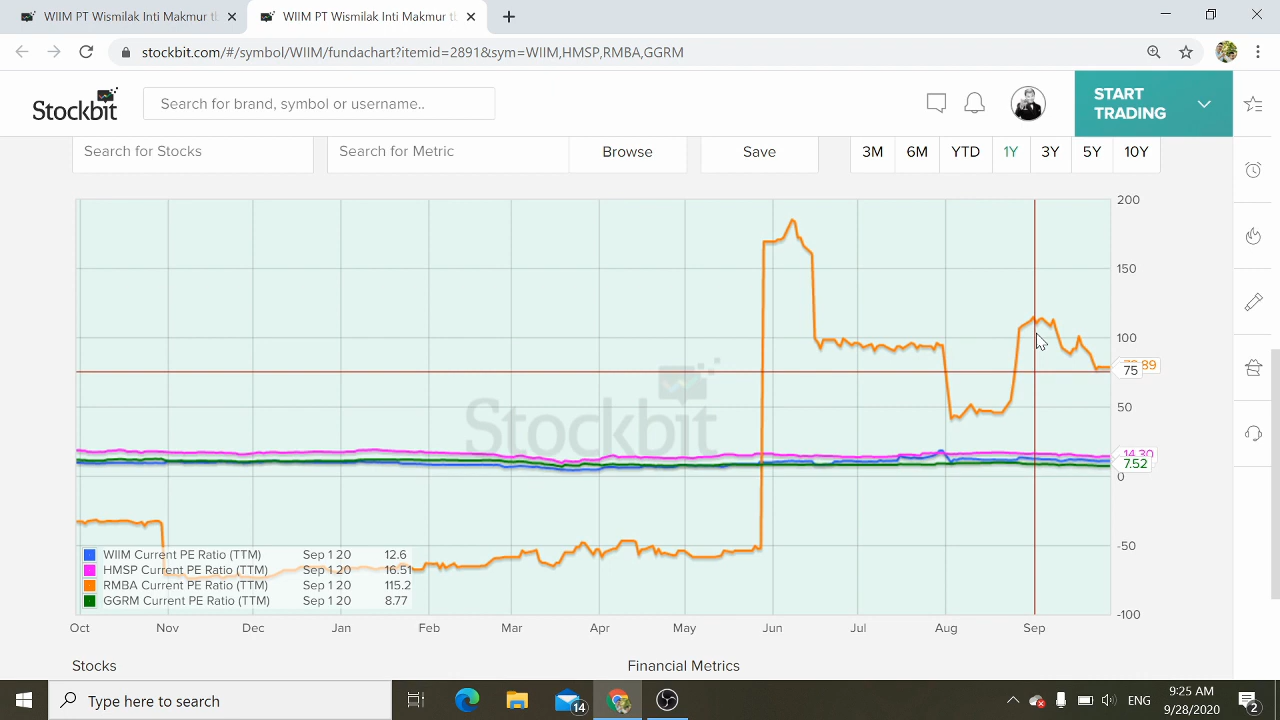 WIIM PT Wismilak Inti Makmur tl
WIIM PT Wismilak Inti Makmur tl
stockbit.com/#/symbol/WIIM/fundachart?itemid=2891&sym=WIIM,HMSP,RMBA,GGRM
Stockbit
Search for brand, symbol or username..
START
TRADING
Search for Stocks
Search for Metric
Browse
Save
3M
6M
YTD
1Y
3Y
5Y
10Y
200
150
100
75
50
14.30
7.52
0
-50
-100
Stockbit
WIIM Current PE Ratio (TTM) Sep 1 20 12.6
HMSP Current PE Ratio (TTM) Sep 1 20 16.51
RMBA Current PE Ratio (TTM) Sep 1 20 115.2
GGRM Current PE Ratio (TTM) Sep 1 20 8.77
Oct Nov Dec Jan Feb Mar Apr May Jun Jul Aug Sep
Stocks
Financial Metrics
Type here to search
14
ENG
9:25 AM
9/28/2020
2